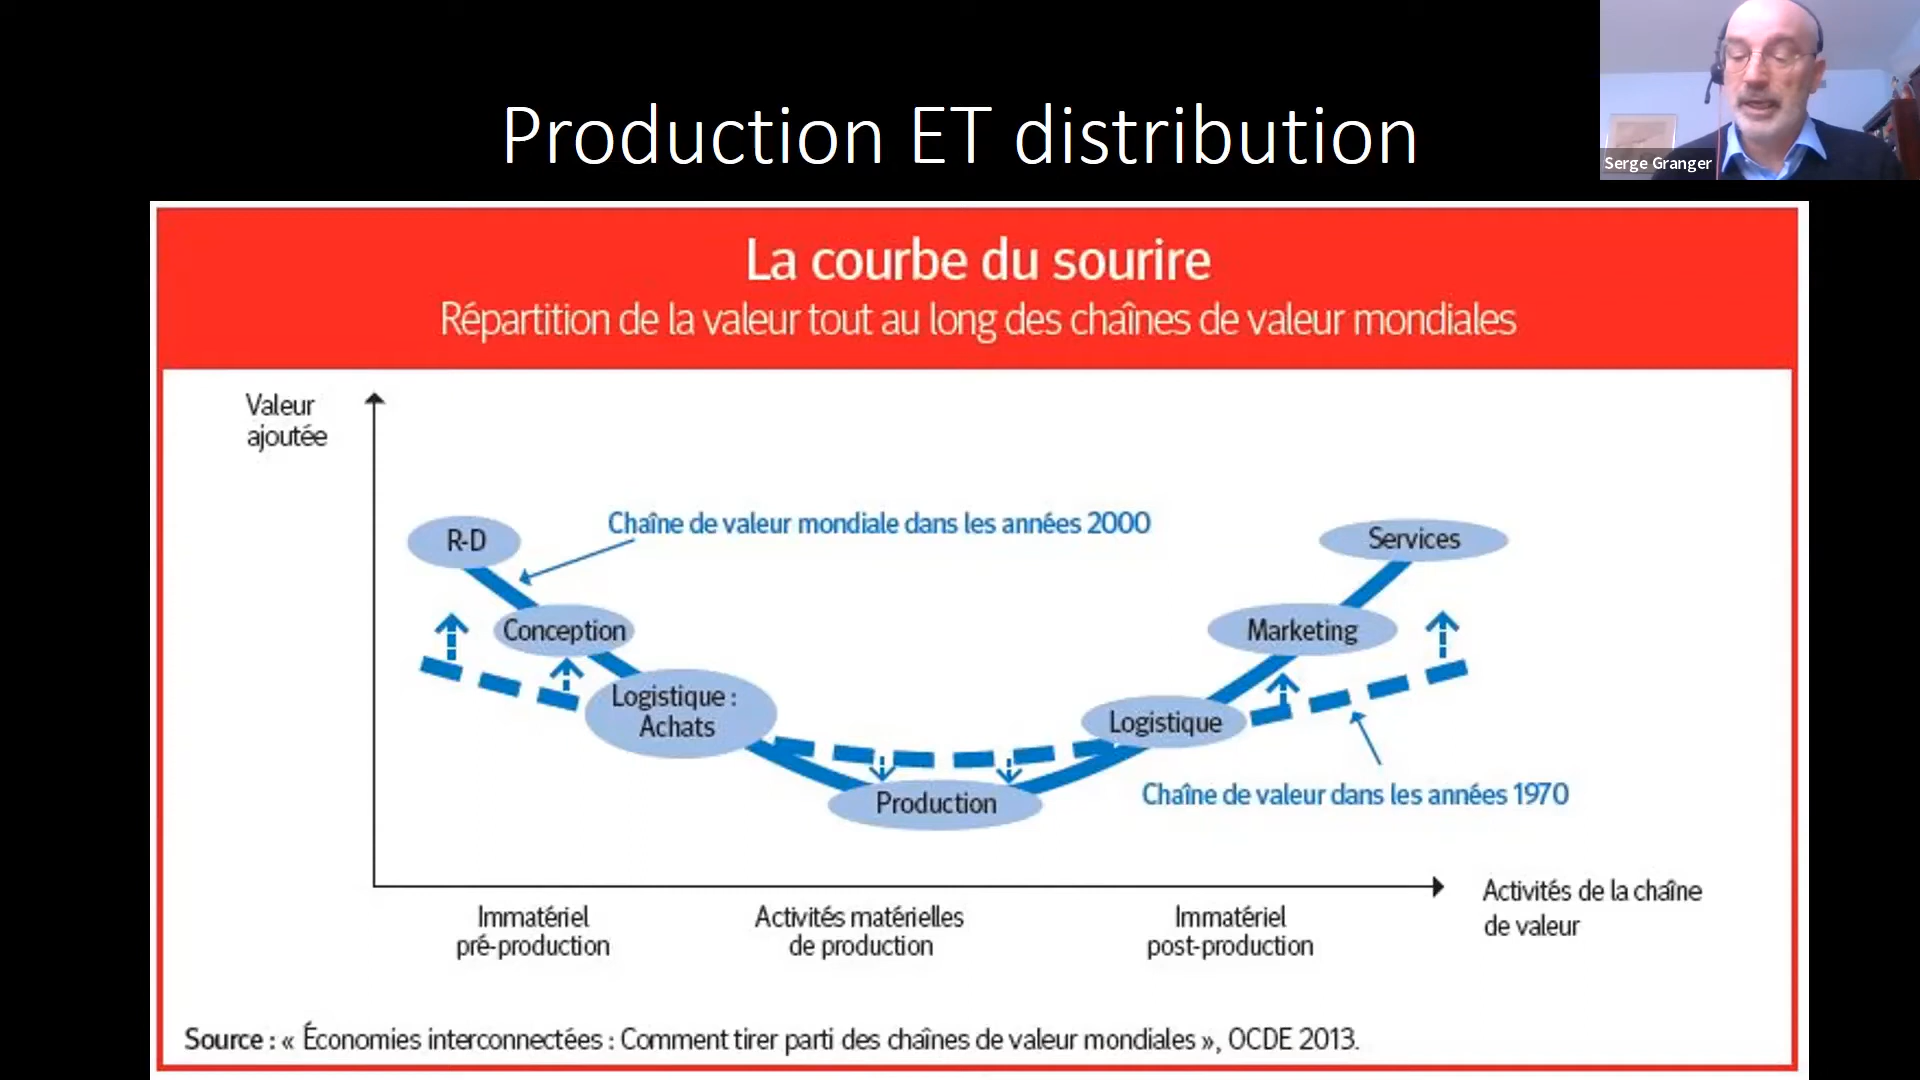 Production ET distribution
Serge Granger
La courbe du sourire
Répartition de la valeur tout au long des chaînes de valeur mondiales
Valeur
ajoutée
Chaîne de valeur mondiale dans les années 2000
R-D
Services
Conception
Marketing
Logistique :
Achats
Logistique
Production
Chaîne de valeur dans les années 1970
Activités de la chaîne
de valeur
Immatériel
pré-production
Activités matérielles
de production
Immatériel
post-production
Source : « Économies interconnectées : Comment tirer parti des chaînes de valeur mondiales », OCDE 2013.